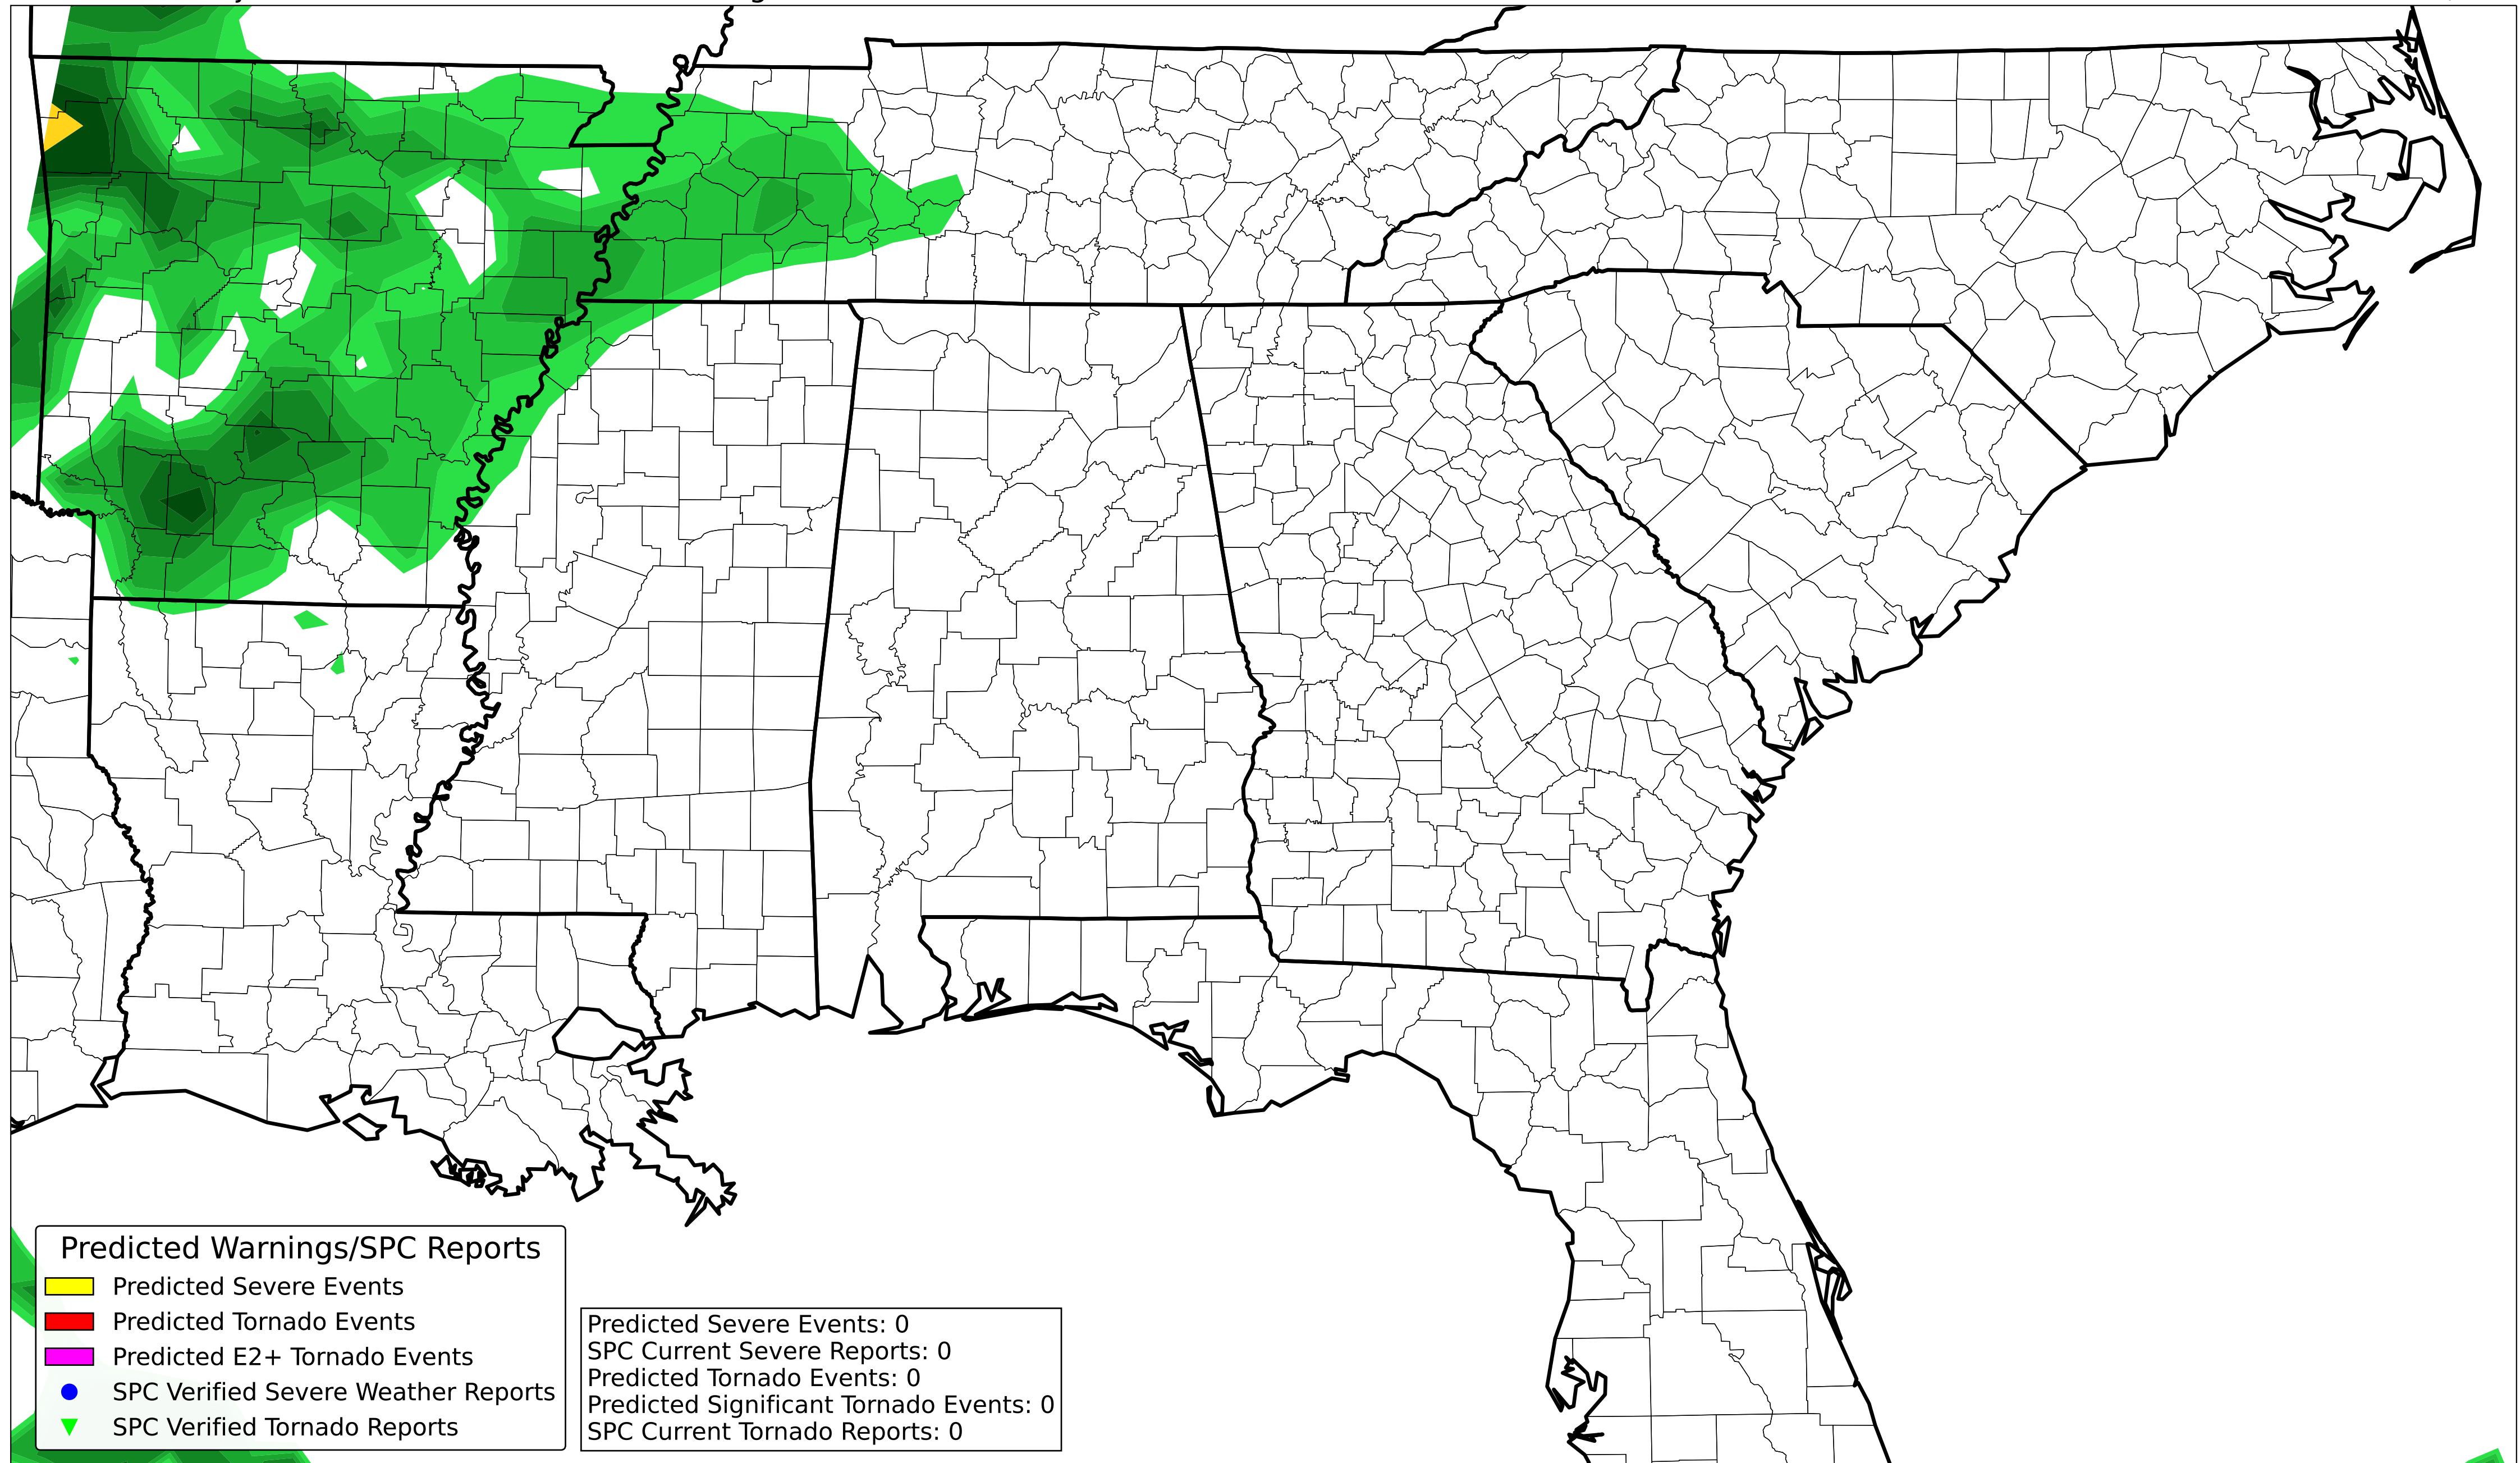 Predicted Warnings/SPC Reports
Predicted Severe Events
Predicted Tornado Events
Predicted E2+ Tornado Events
SPC Verified Severe Weather Reports
SPC Verified Tornado Reports
Predicted Severe Events: 0
SPC Current Severe Reports: 0
Predicted Tornado Events: 0
Predicted Significant Tornado Events: 0
SPC Current Tornado Reports: 0